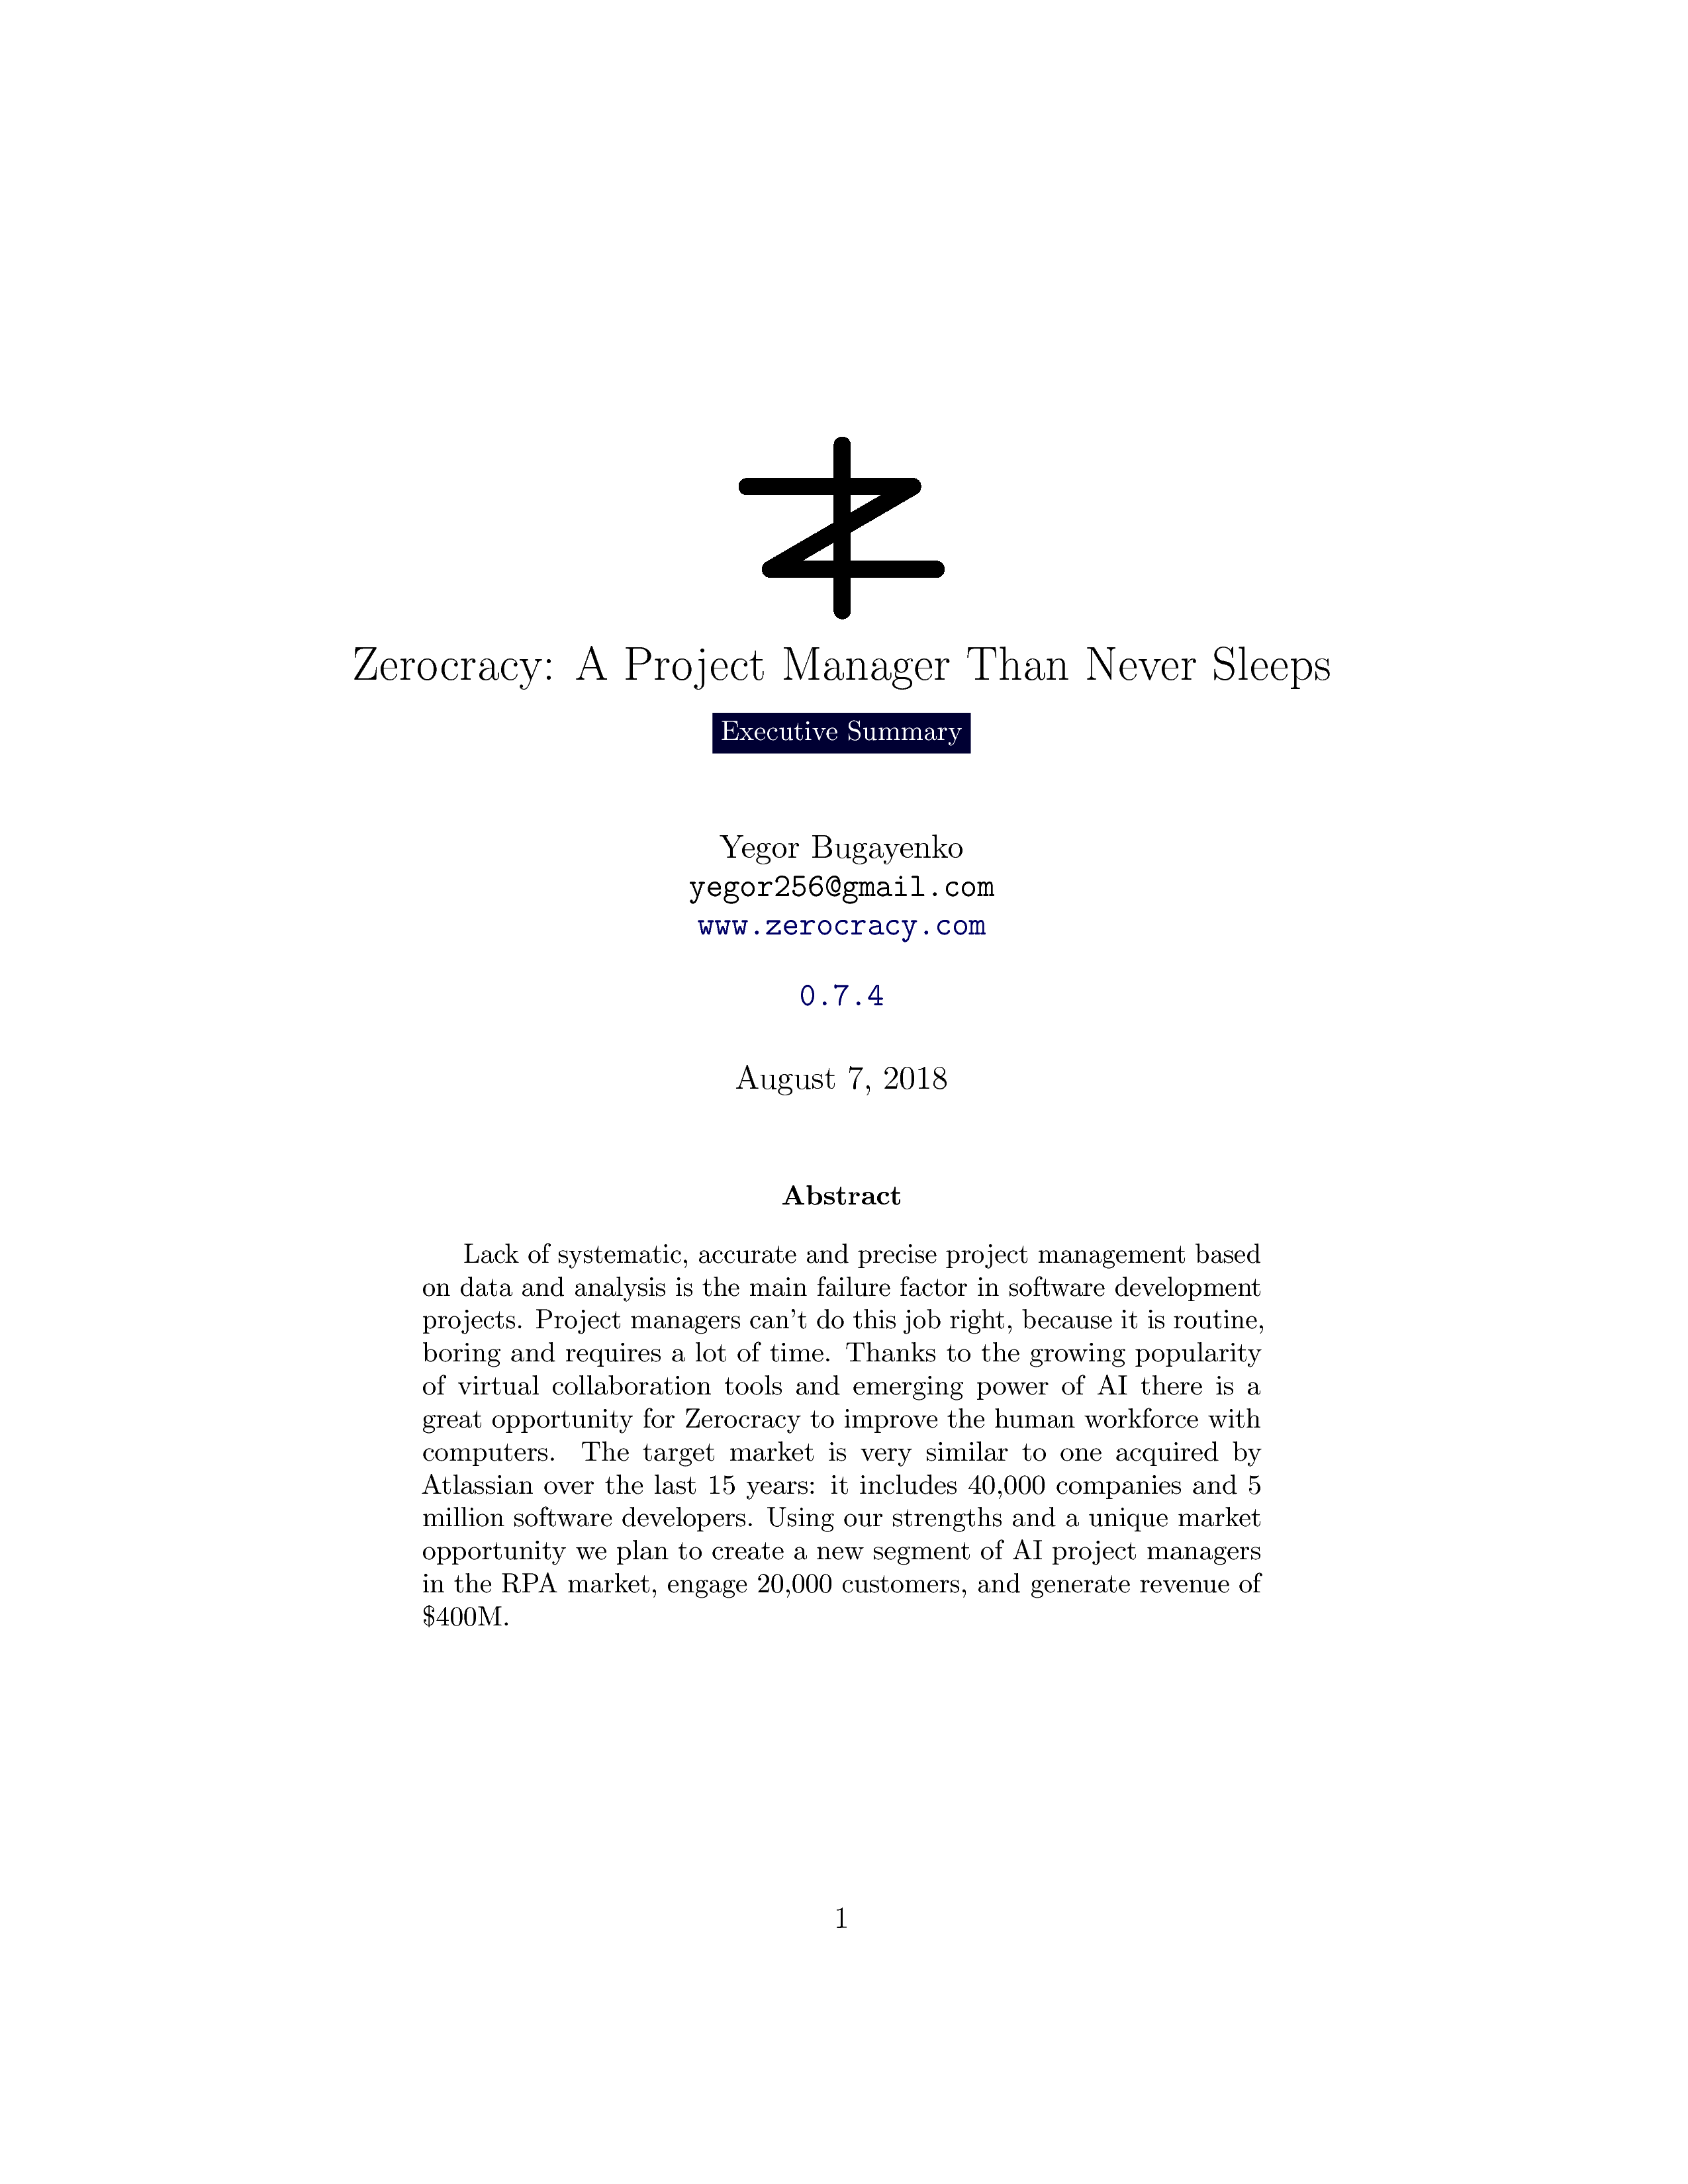 Zerocracy: A Project Manager Than Never Sleeps
Executive Summary
Yegor Bugayenko
yegor256@gmail.com
www.zerocracy.com
0.7.4
August 7, 2018
Abstract
Lack of systematic, accurate and precise project management based
on data and analysis is the main failure factor in software development
projects. Project managers can't do this job right, because it is routine,
boring and requires a lot of time. Thanks to the growing popularity
of virtual collaboration tools and emerging power of AI there is a
great opportunity for Zerocracy to improve the human workforce with
computers. The target market is very similar to one acquired by
Atlassian over the last 15 years: it includes 40,000 companies and 5
million software developers. Using our strengths and a unique market
opportunity we plan to create a new segment of AI project managers
in the RPA market, engage 20,000 customers, and generate revenue of
$400M.
1